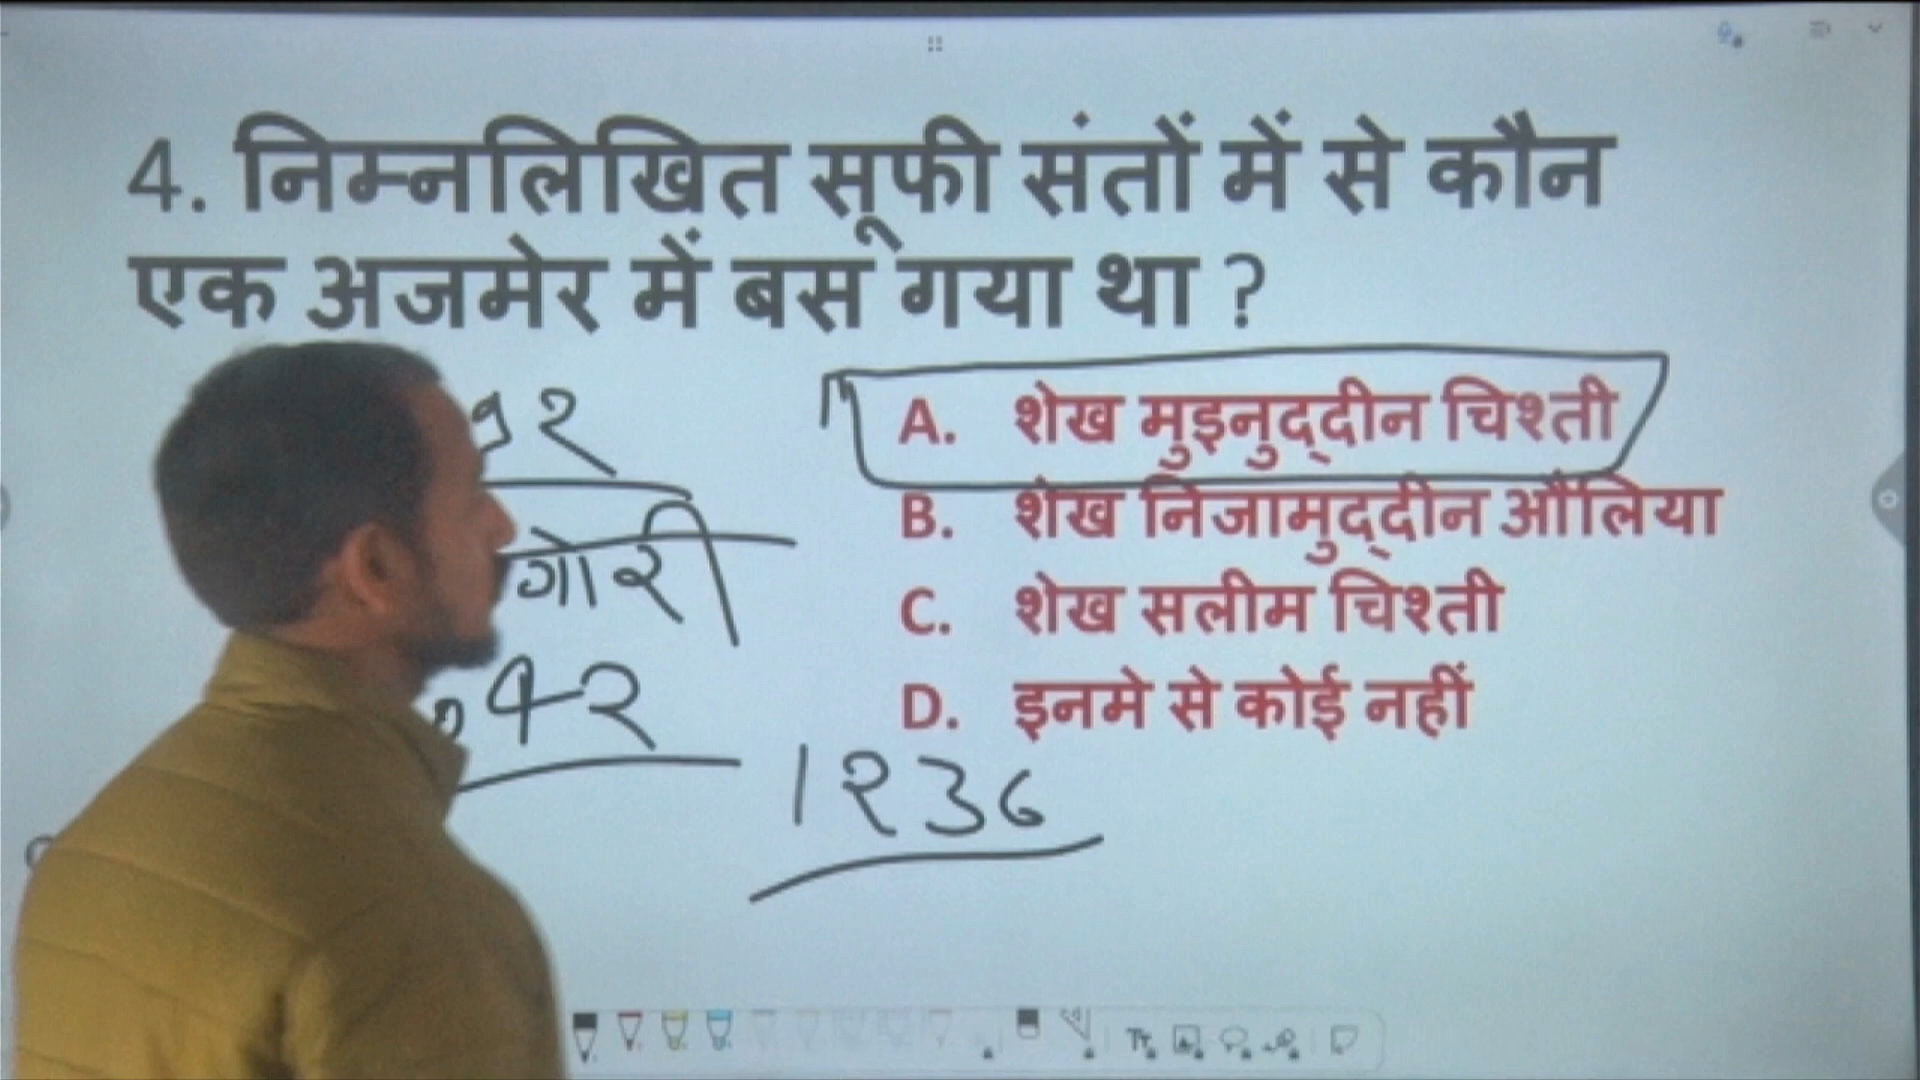 4. निम्नलिखित सूफी संतों में से कौन
एक अजमेर में बस गया था ?
A. शेख मुइनुद्दीन चिश्ती
B. शेख निजामुद्दीन औलिया
C. शेख सलीम चिश्ती
D. इनमे से कोई नहीं
गोरी
1236